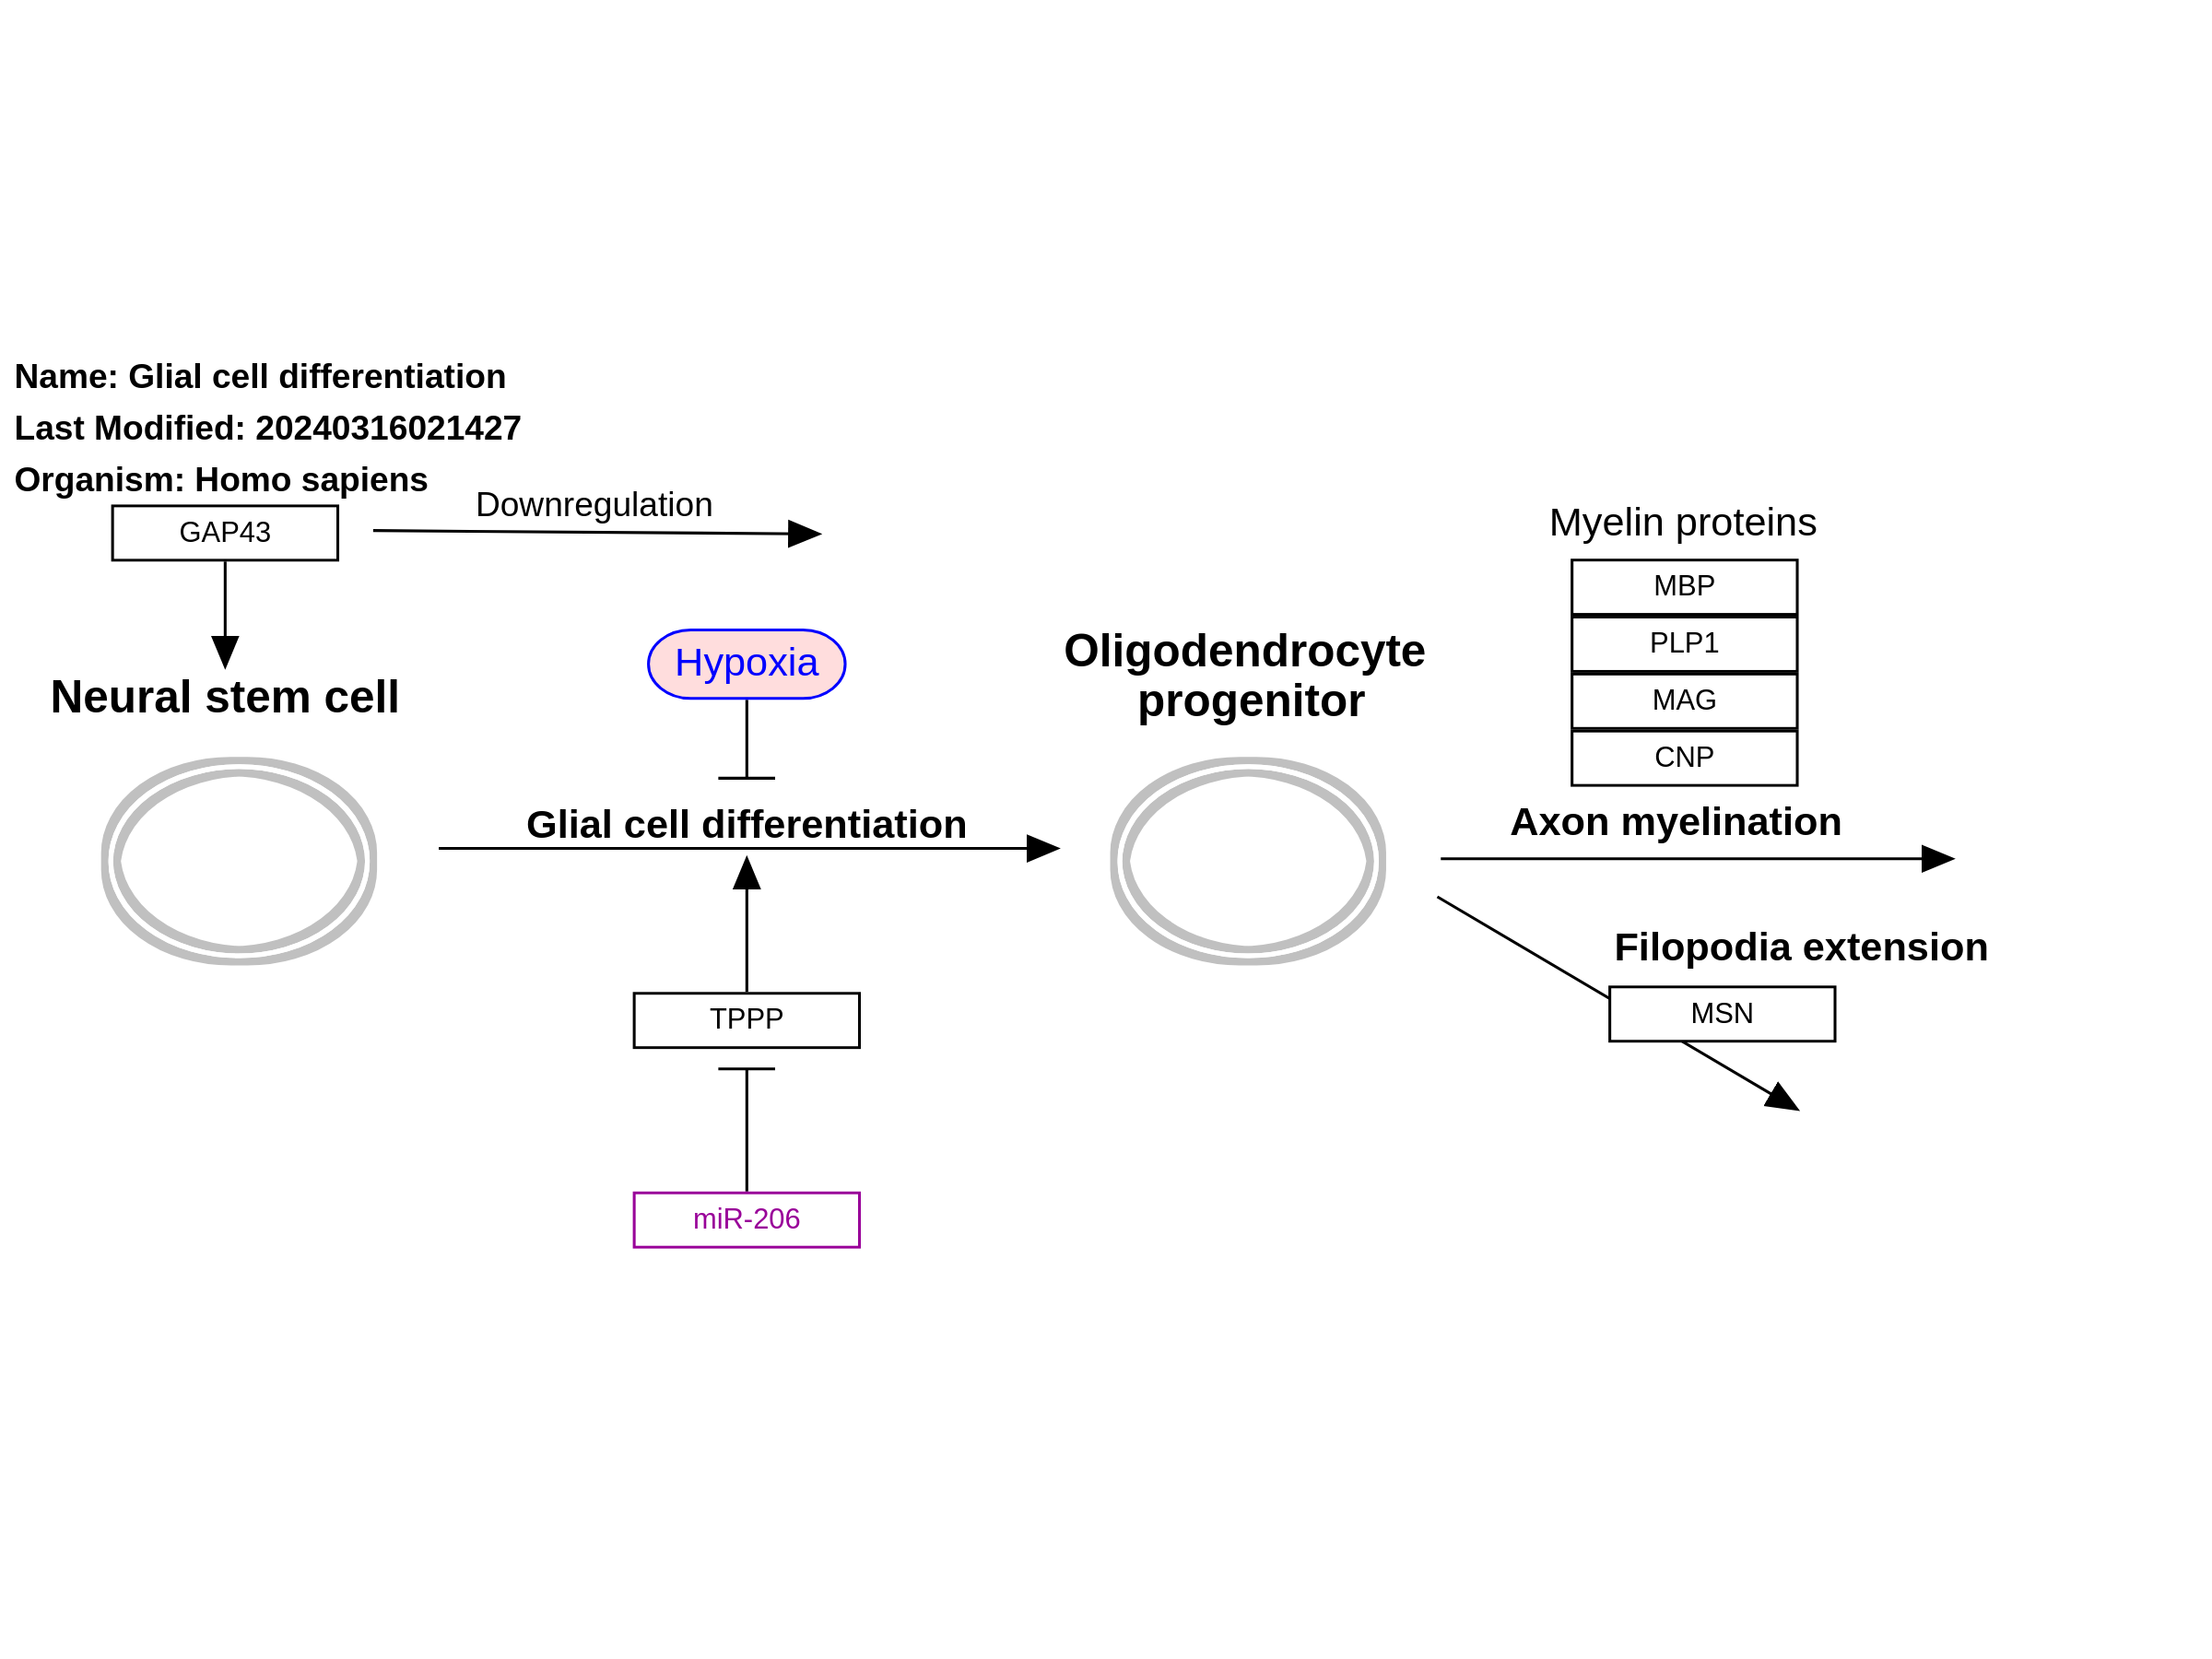 Name: Glial cell differentiation
Last Modified: 20240316021427
Organism: Homo sapiens
GAP43
Downregulation
Neural stem cell
Hypoxia
Glial cell differentiation
TPPP
miR-206
Oligodendrocyte
progenitor
Myelin proteins
MBP
PLP1
MAG
CNP
Axon myelination
Filopodia extension
MSN